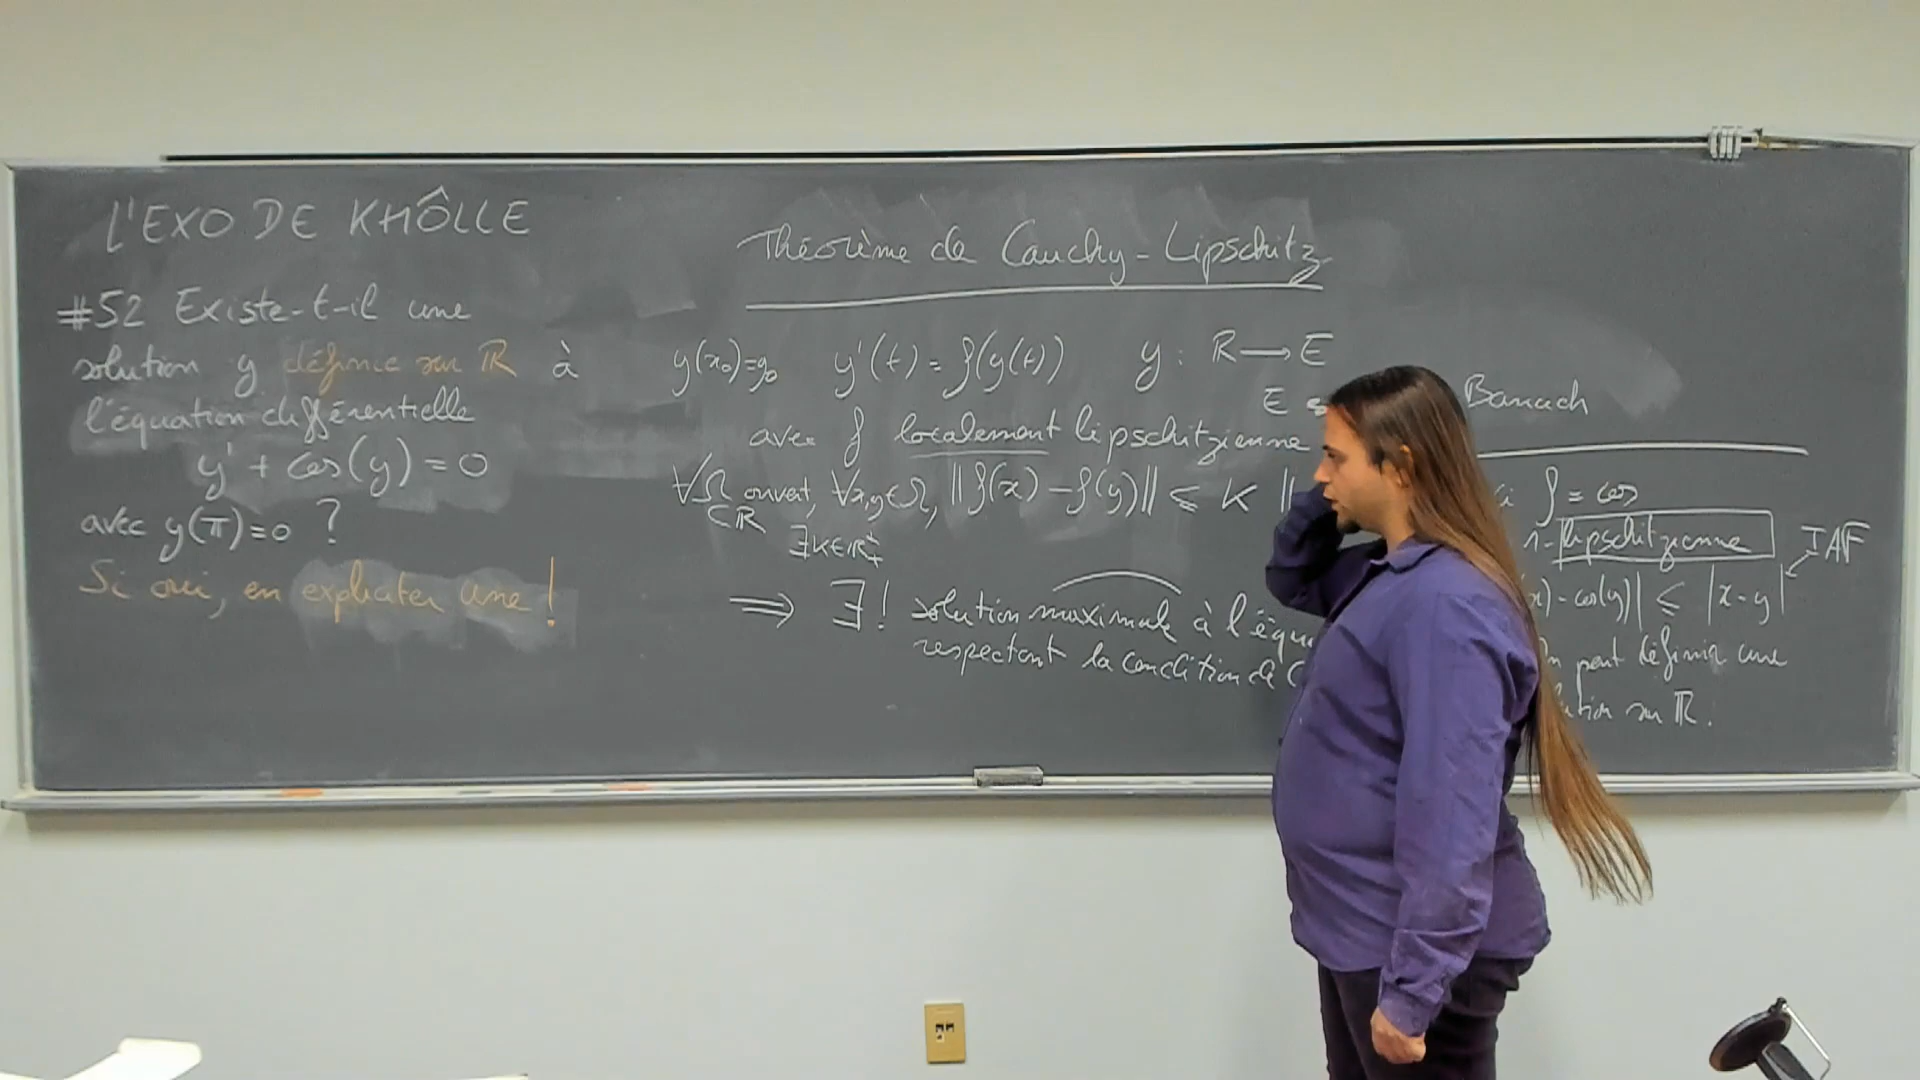 L'EXO DE KHÔLLE
#52 Existe-t-il une
solution y définie sur ℝ à
l'équation différentielle
y' + cos(y) = 0
avec y(π)=0 ?
Si oui, en expliciter une !
Théorème de Cauchy-Lipschitz
y(x₀)=y₀ y'(t) = f(y(t)) y : ℝ → E
E Banach
avec f localement lipschitzienne
∀Ω ouvert, ∀x,y∈Ω, ||f(x) - f(y)|| ≤ K ||
⊂ℝ ∃K∈ℝ₊*
⟹ ∃! solution maximale à l'équ
respectant la condition de C
f = cos
1-lipschitzienne
IAF
(x) - cos(y)| ≤ |x-y|
peut définir une
sur ℝ.